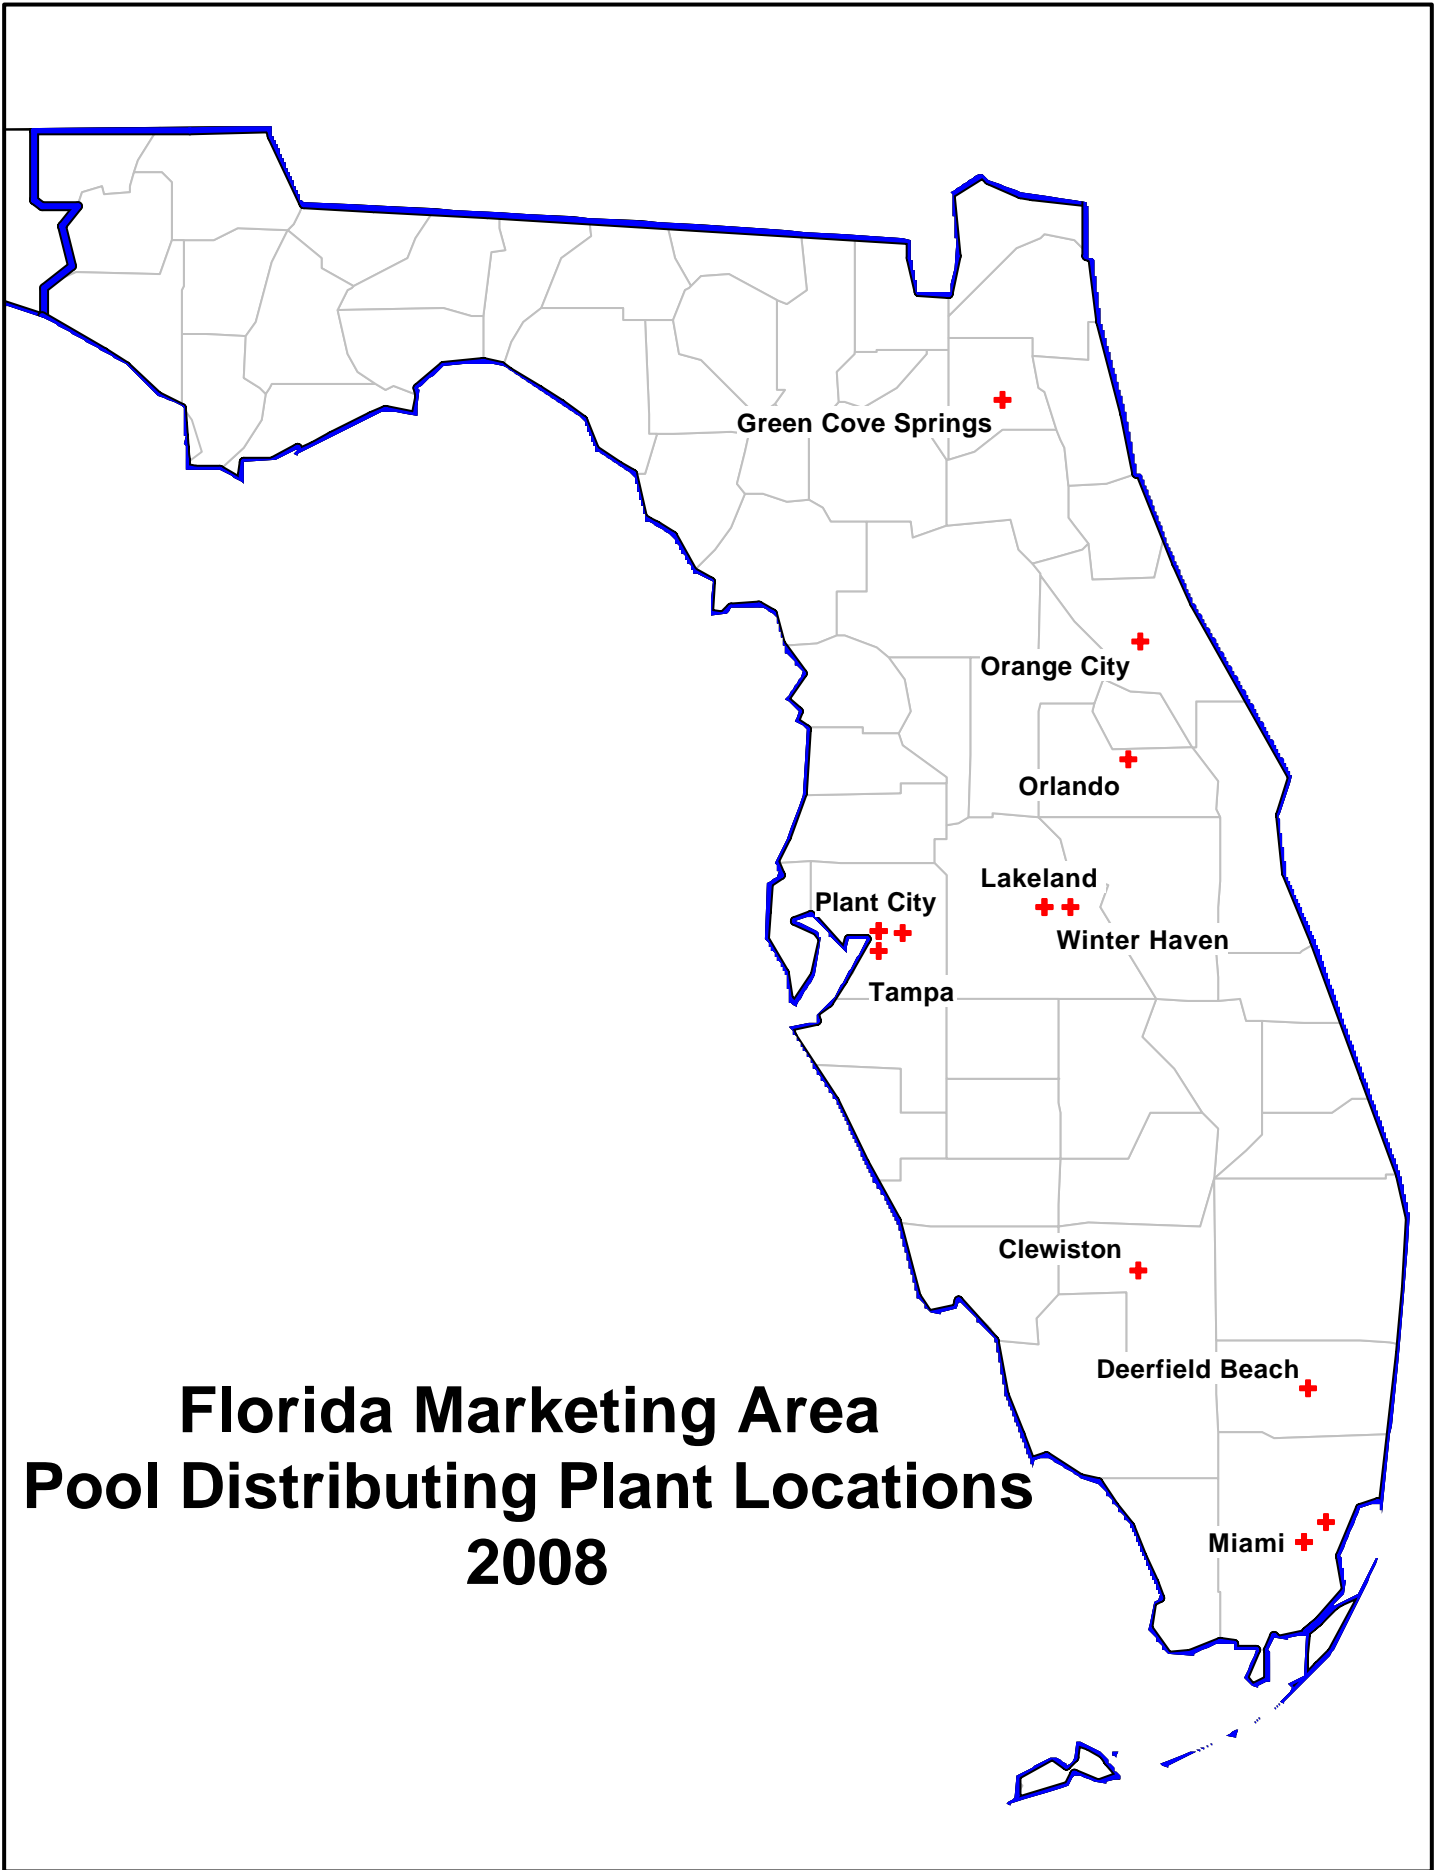 Green Cove Springs
Orange City
Orlando
Lakeland
Plant City
Winter Haven
Tampa
Clewiston
Deerfield Beach
Florida Marketing Area
Pool Distributing Plant Locations
2008
Miami